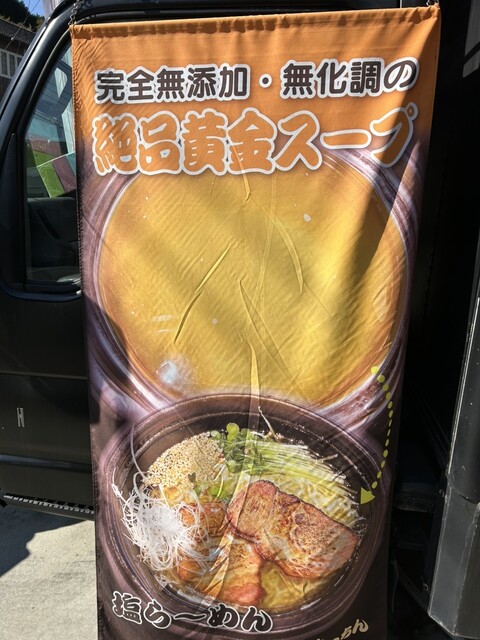 完全無添加・無化調の
絶品黄金スープ
塩らーめん